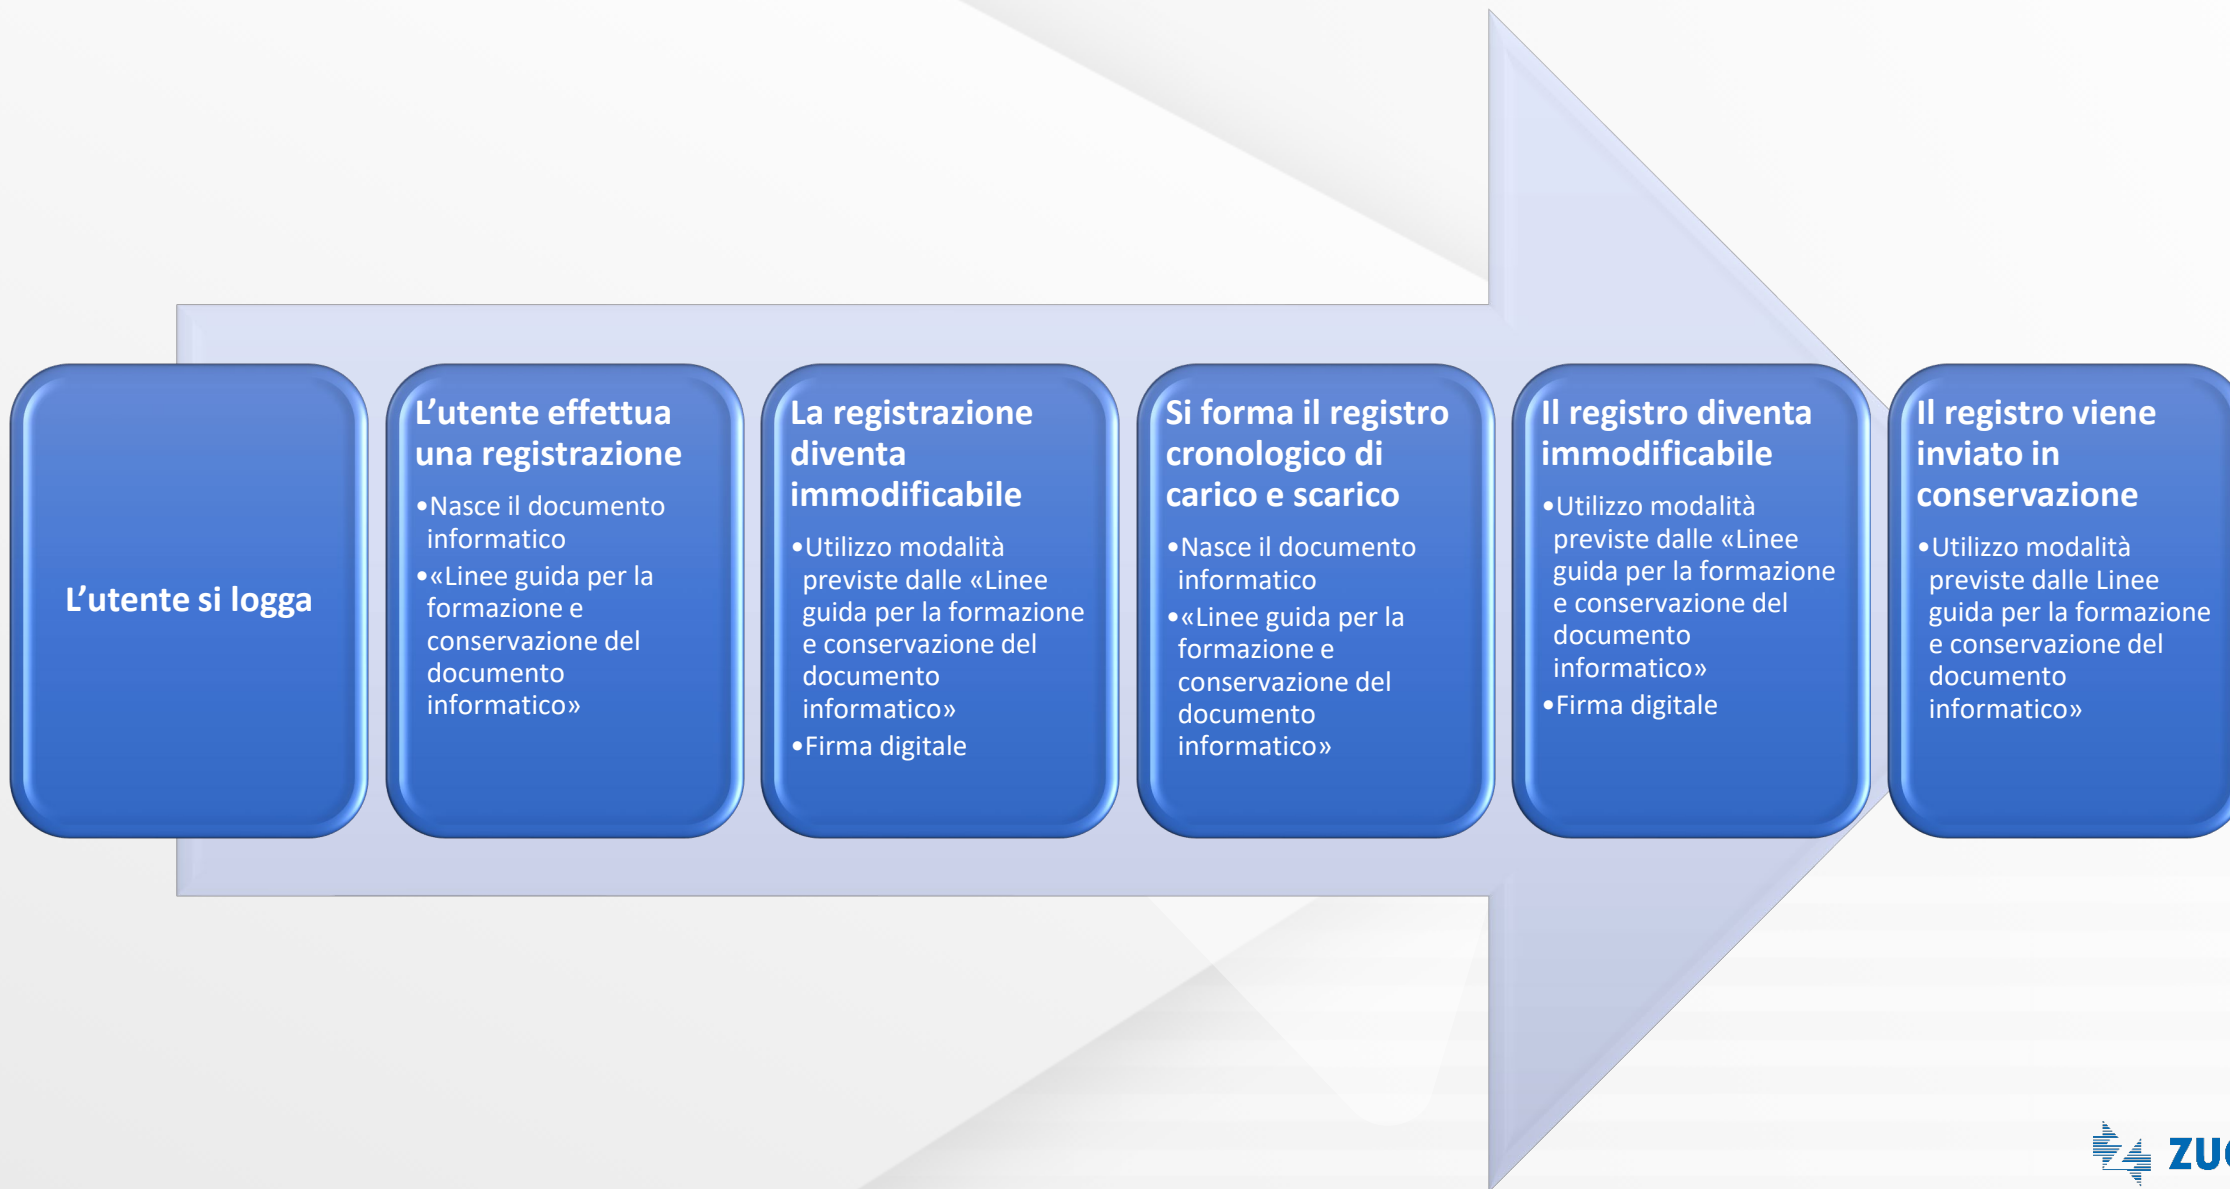 L’utente si logga
L’utente effettua
una registrazione
•Nasce il documento
informatico
•«Linee guida per la
formazione e
conservazione del
documento
informatico»
La registrazione
diventa
immodificabile
•Utilizzo modalità
previste dalle «Linee
guida per la formazione
e conservazione del
documento
informatico»
•Firma digitale
Si forma il registro
cronologico di
carico e scarico
•Nasce il documento
informatico
•«Linee guida per la
formazione e
conservazione del
documento
informatico»
Il registro diventa
immodificabile
•Utilizzo modalità
previste dalle «Linee
guida per la formazione
e conservazione del
documento
informatico»
•Firma digitale
Il registro viene
inviato in
conservazione
•Utilizzo modalità
previste dalle Linee
guida per la formazione
e conservazione del
documento
informatico»